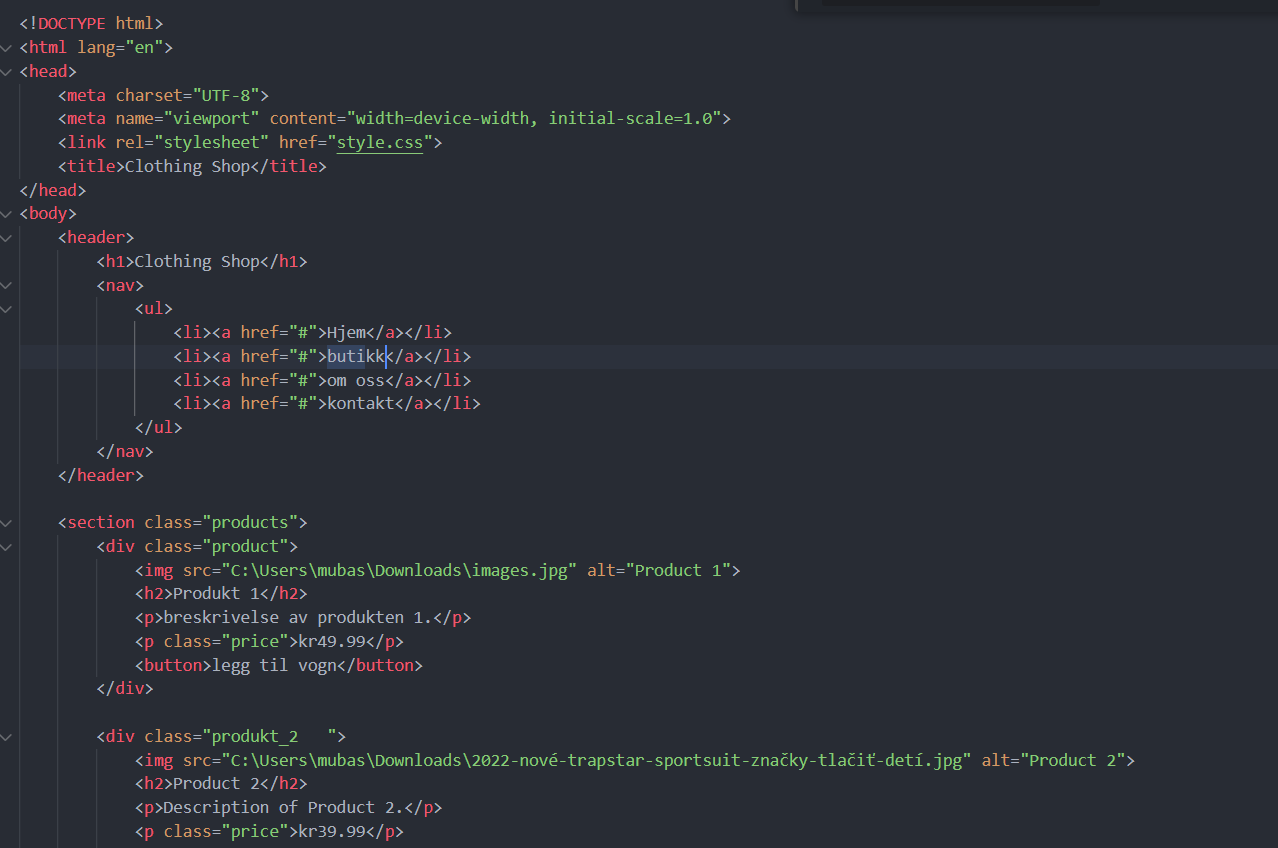 <!DOCTYPE html>
<html lang="en">
<head>
    <meta charset="UTF-8">
    <meta name="viewport" content="width=device-width, initial-scale=1.0">
    <link rel="stylesheet" href="style.css">
    <title>Clothing Shop</title>
</head>
<body>
    <header>
        <h1>Clothing Shop</h1>
        <nav>
            <ul>
                <li><a href="#">Hjem</a></li>
                <li><a href="#">butikk</a></li>
                <li><a href="#">om oss</a></li>
                <li><a href="#">kontakt</a></li>
            </ul>
        </nav>
    </header>

    <section class="products">
        <div class="product">
            <img src="C:\Users\mubas\Downloads\images.jpg" alt="Product 1">
            <h2>Produkt 1</h2>
            <p>breskrivelse av produkten 1.</p>
            <p class="price">kr49.99</p>
            <button>legg til vogn</button>
        </div>

        <div class="produkt_2   ">
            <img src="C:\Users\mubas\Downloads\2022-nové-trapstar-sportsuit-značky-tlačiť-detí.jpg" alt="Product 2">
            <h2>Product 2</h2>
            <p>Description of Product 2.</p>
            <p class="price">kr39.99</p>